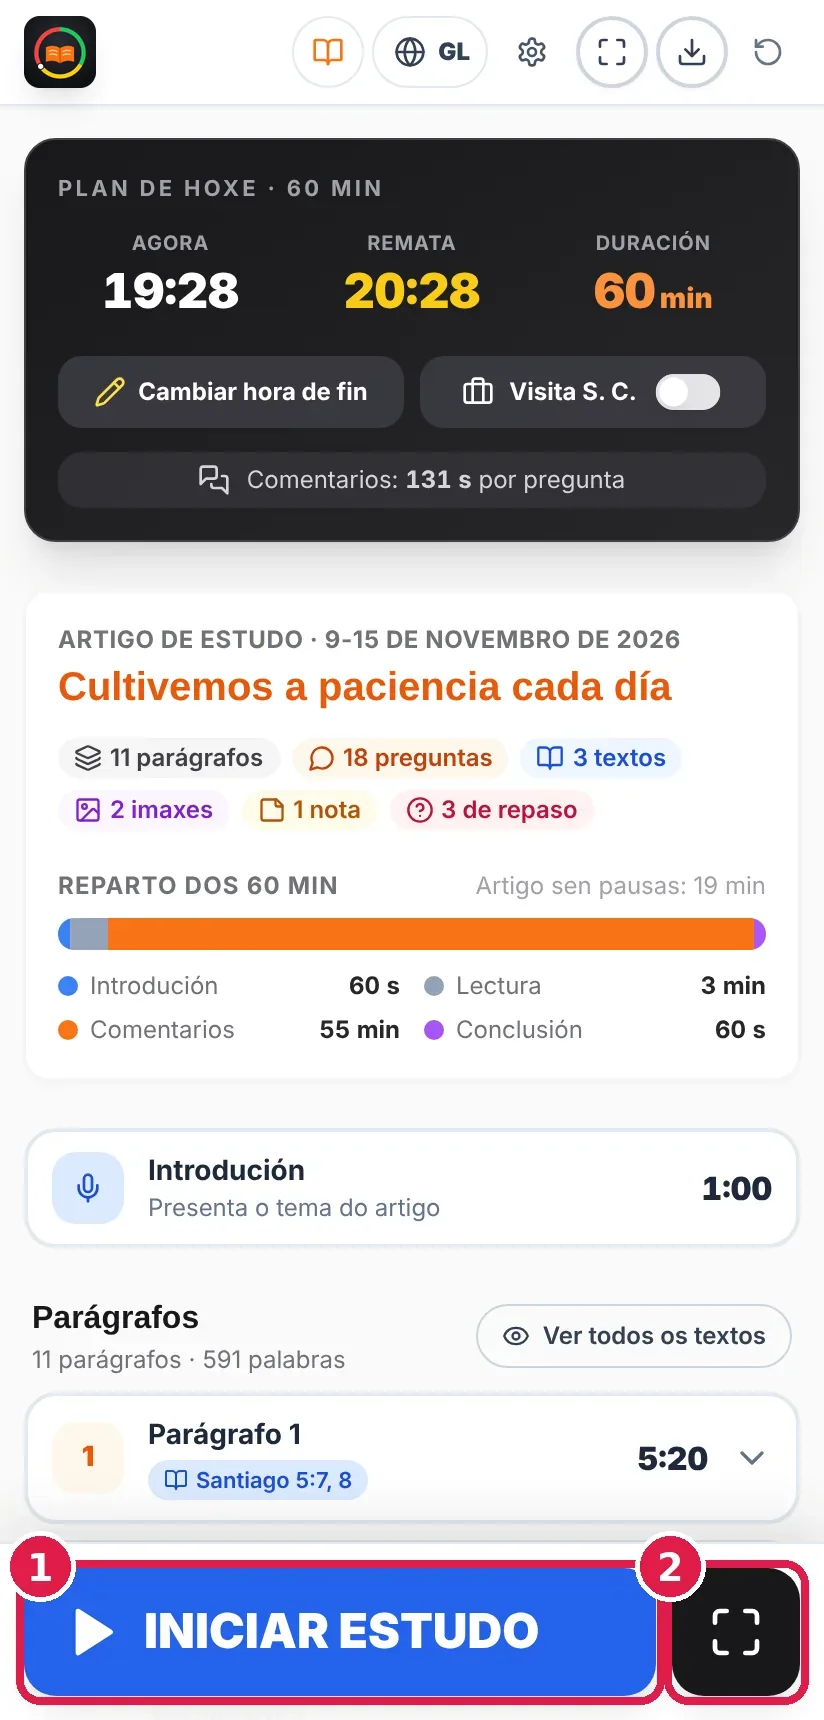 GL
PLAN DE HOXE · 60 MIN
AGORA REMATA DURACIÓN
19:28 20:28 60 min
Cambiar hora de fin Visita S. C.
Comentarios: 131 s por pregunta
ARTIGO DE ESTUDO · 9-15 DE NOVEMBRO DE 2026
Cultivemos a paciencia cada día
11 parágrafos 18 preguntas 3 textos
2 imaxes 1 nota 3 de repaso
REPARTO DOS 60 MIN Artigo sen pausas: 19 min
Introdución 60 s Lectura 3 min
Comentarios 55 min Conclusión 60 s
Introdución
Presenta o tema do artigo
1:00
Parágrafos
11 parágrafos · 591 palabras
Ver todos os textos
1 Parágrafo 1
Santiago 5:7, 8
5:20
1 2
INICIAR ESTUDO